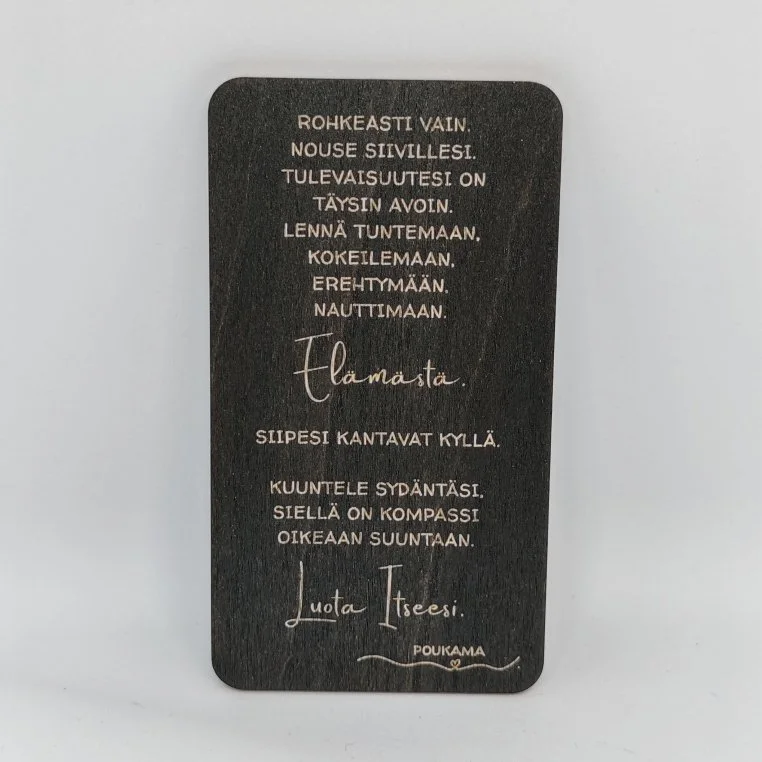 ROHKEASTI VAIN.
NOUSE SIIVILLESI.
TULEVAISUUTESI ON
TÄYSIN AVOIN.
LENNÄ TUNTEMAAN,
KOKEILEMAAN,
EREHTYMÄÄN,
NAUTTIMAAN.
Elämästä.
SIIPESI KANTAVAT KYLLÄ.
KUUNTELE SYDÄNTÄSI,
SIELLÄ ON KOMPASSI
OIKEAAN SUUNTAAN.
Luota Itseesi.
POUKAMA